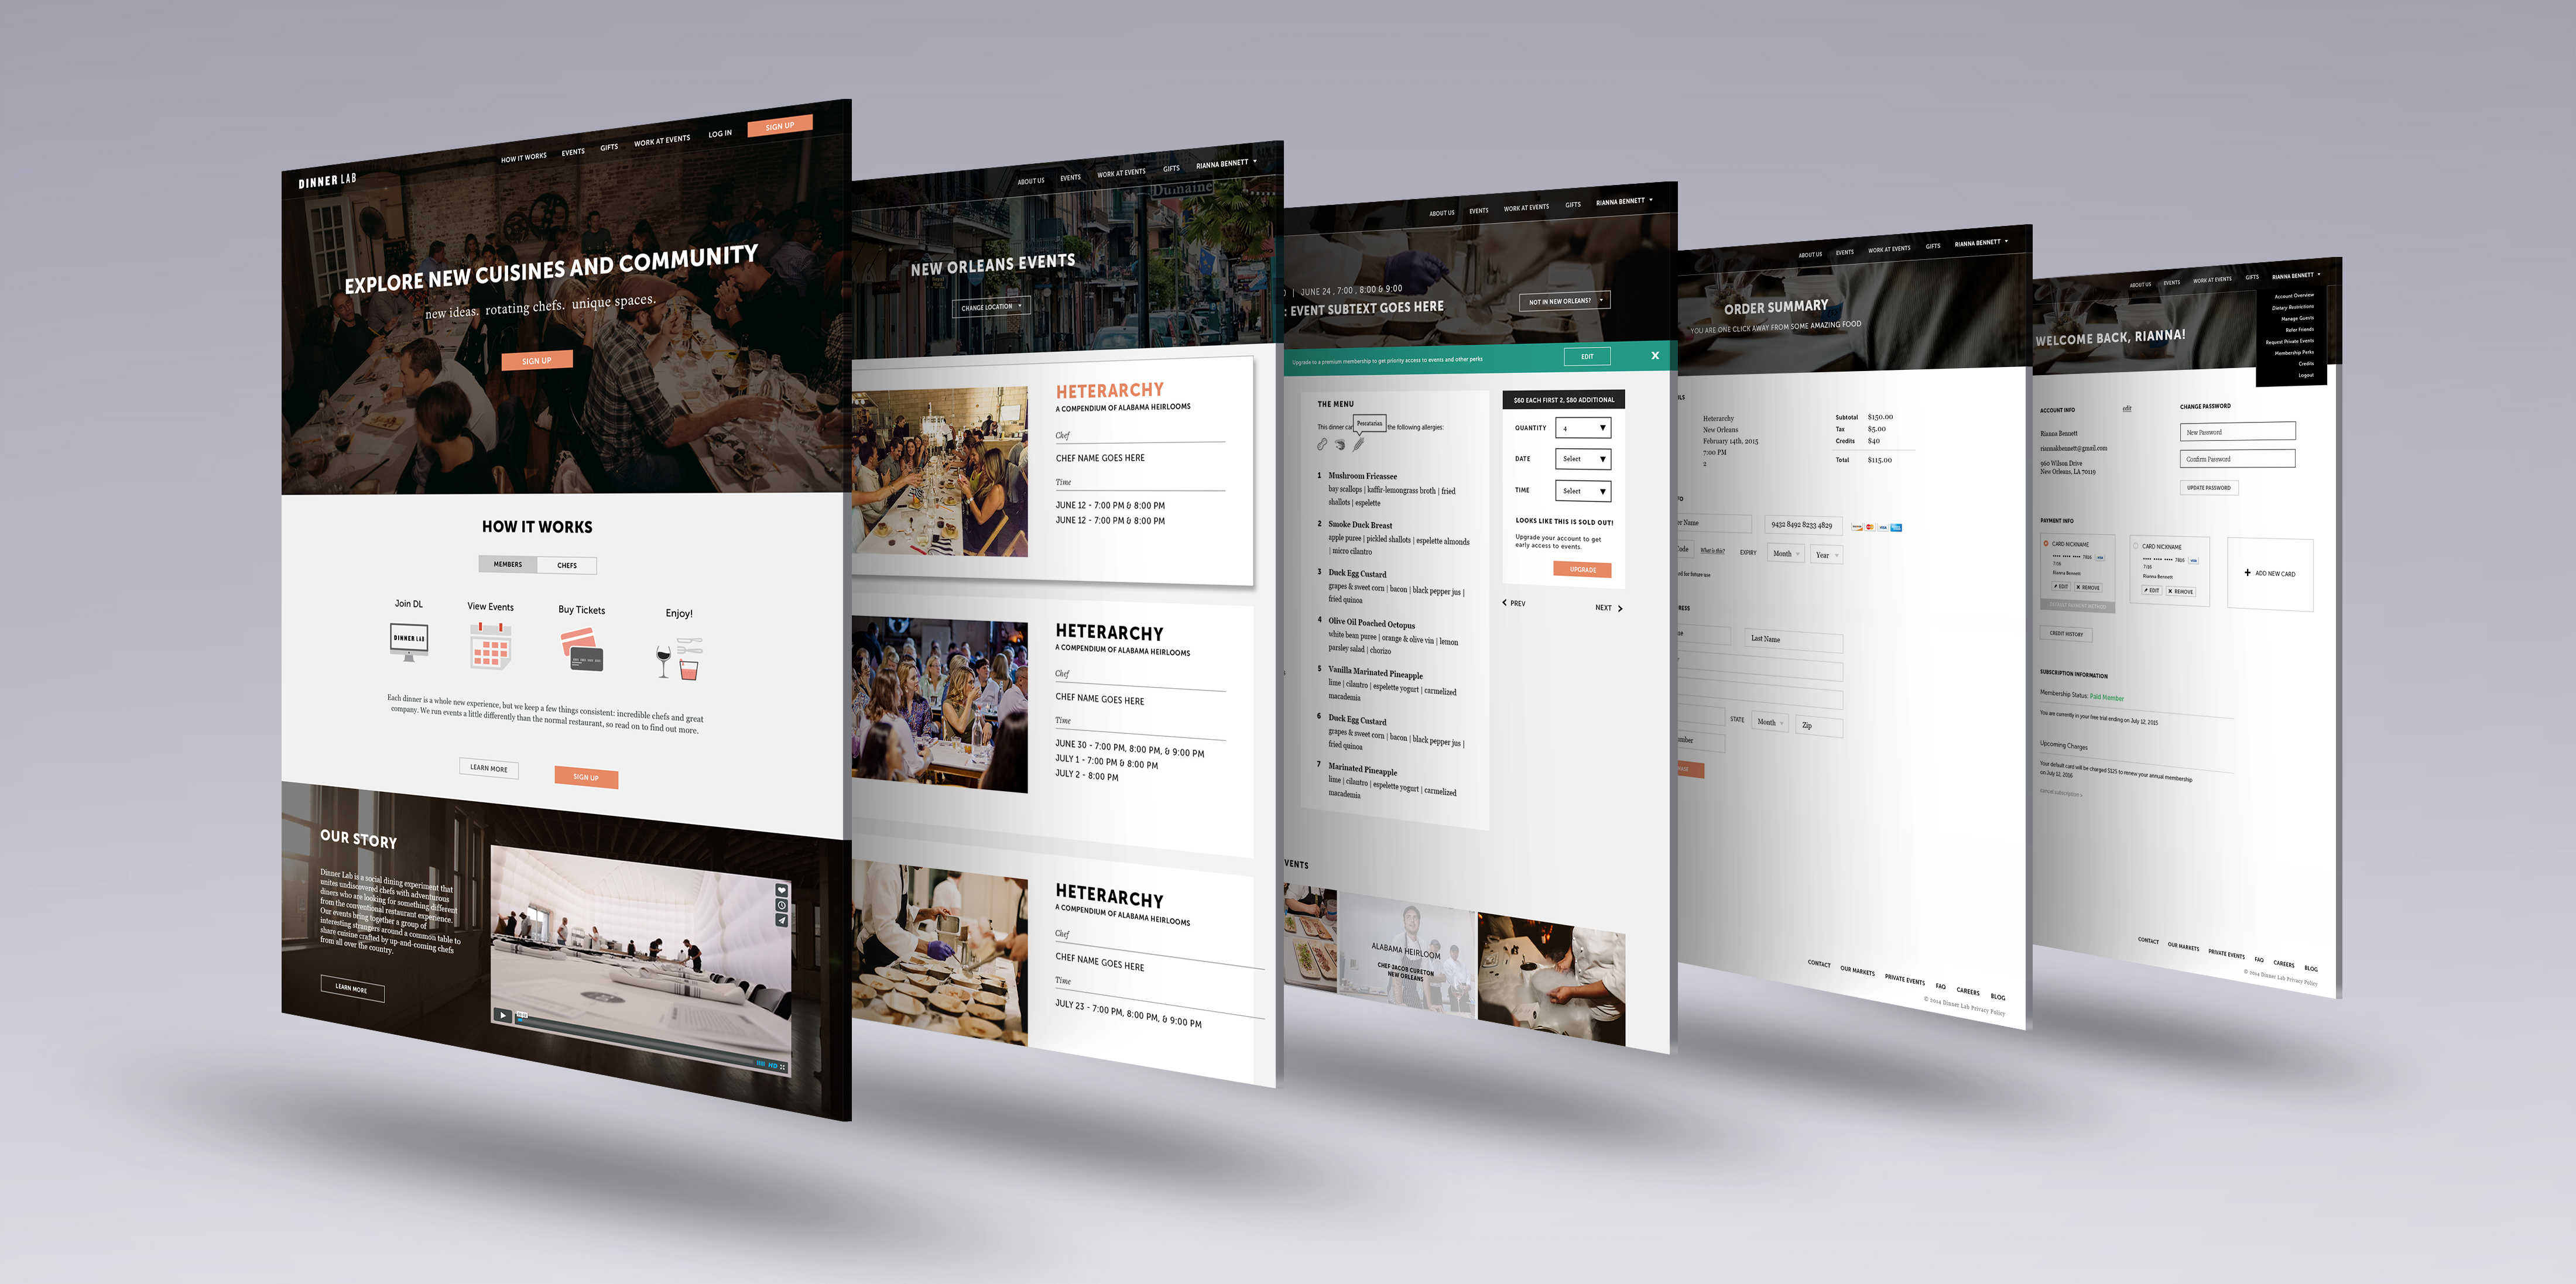 DINNER LAB
HOW IT WORKS
EVENTS
GIFTS
WORK AT EVENTS
LOG IN
SIGN UP
EXPLORE NEW CUISINES AND COMMUNITY
new ideas. rotating chefs. unique spaces.
SIGN UP
HOW IT WORKS
MEMBERS
CHEFS
Join DL
View Events
Buy Tickets
Enjoy!
DINNER LAB
Each dinner is a whole new experience, but we keep a few things consistent: incredible chefs and great
company. We run events a little differently than the normal restaurant, so read on to find out more.
LEARN MORE
SIGN UP
OUR STORY
Dinner Lab is a social dining experiment that
unites undiscovered chefs with adventurous
diners who are looking for something different
from the conventional restaurant experience.
Our events bring together a group of
interesting strangers around a common table to
share cuisine crafted by up-and-coming chefs
from all over the country.
LEARN MORE
HD
ABOUT US
EVENTS
WORK AT EVENTS
GIFTS
RIANNA BENNETT
Dumaine
NEW ORLEANS EVENTS
CHANGE LOCATION
HETERARCHY
A COMPENDIUM OF ALABAMA HEIRLOOMS
Chef
CHEF NAME GOES HERE
Time
JUNE 12 - 7:00 PM & 8:00 PM
JUNE 12 - 7:00 PM & 8:00 PM
HETERARCHY
A COMPENDIUM OF ALABAMA HEIRLOOMS
Chef
CHEF NAME GOES HERE
Time
JUNE 30 - 7:00 PM, 8:00 PM, & 9:00 PM
JULY 1 - 7:00 PM & 8:00 PM
JULY 2 - 8:00 PM
HETERARCHY
A COMPENDIUM OF ALABAMA HEIRLOOMS
Chef
CHEF NAME GOES HERE
Time
JULY 23 - 7:00 PM, 8:00 PM, & 9:00 PM
ABOUT US
EVENTS
WORK AT EVENTS
GIFTS
RIANNA BENNETT
| JUNE 24 , 7:00 , 8:00 & 9:00
: EVENT SUBTEXT GOES HERE
NOT IN NEW ORLEANS?
Upgrade to a premium membership to get priority access to events and other perks
EDIT
X
THE MENU
This dinner can
Pescatarian
the following allergies:
1 Mushroom Fricassee
bay scallops | kaffir-lemongrass broth | fried
shallots | espelette
2 Smoke Duck Breast
apple puree | pickled shallots | espelette almonds
| micro cilantro
3 Duck Egg Custard
grapes & sweet corn | bacon | black pepper jus |
fried quinoa
4 Olive Oil Poached Octopus
white bean puree | orange & olive vin | lemon
parsley salad | chorizo
5 Vanilla Marinated Pineapple
lime | cilantro | espelette yogurt | carmelized
macademia
6 Duck Egg Custard
grapes & sweet corn | bacon | black pepper jus |
fried quinoa
7 Marinated Pineapple
lime | cilantro | espelette yogurt | carmelized
macademia
$60 EACH FIRST 2, $80 ADDITIONAL
QUANTITY 4
DATE Select
TIME Select
LOOKS LIKE THIS IS SOLD OUT!
Upgrade your account to get
early access to events.
UPGRADE
PREV
NEXT
VENTS
ALABAMA HEIRLOOM
CHEF JACOB CURETON
NEW ORLEANS
ABOUT US
EVENTS
WORK AT EVENTS
GIFTS
RIANNA BENNETT
ORDER SUMMARY
YOU ARE ONE CLICK AWAY FROM SOME AMAZING FOOD
Heterarchy
New Orleans
February 14th, 2015
7:00 PM
2
Subtotal $150.00
Tax $5.00
Credits $40
Total $115.00
Name
9432 8492 8233 4829
What is this?
EXPIRY
Month
Year
d for future use
RESS
Last Name
STATE
Month
Zip
CONTACT
OUR MARKETS
PRIVATE EVENTS
FAQ
CAREERS
BLOG
© 2014 Dinner Lab Privacy Policy
ABOUT US
EVENTS
WORK AT EVENTS
GIFTS
RIANNA BENNETT
Account Overview
Dietary Restrictions
Manage Guests
Refer Friends
Request Private Events
Membership Perks
Credits
Logout
WELCOME BACK, RIANNA!
ACCOUNT INFO
edit
Rianna Bennett
riannakbennett@gmail.com
960 Wilson Drive
New Orleans, LA 70119
CHANGE PASSWORD
New Password
Confirm Password
UPDATE PASSWORD
PAYMENT INFO
CARD NICKNAME
7816
7/16
Rianna Bennett
EDIT
REMOVE
DEFAULT PAYMENT METHOD
CARD NICKNAME
7816
7/16
Rianna Bennett
EDIT
REMOVE
+ ADD NEW CARD
CREDIT HISTORY
SUBSCRIPTION INFORMATION
Membership Status: Paid Member
You are currently in your free trial ending on July 12, 2015
Upcoming Charges
Your default card will be charged $125 to renew your annual membership
on July 12, 2016
cancel subscription »
CONTACT
OUR MARKETS
PRIVATE EVENTS
FAQ
CAREERS
BLOG
© 2014 Dinner Lab Privacy Policy